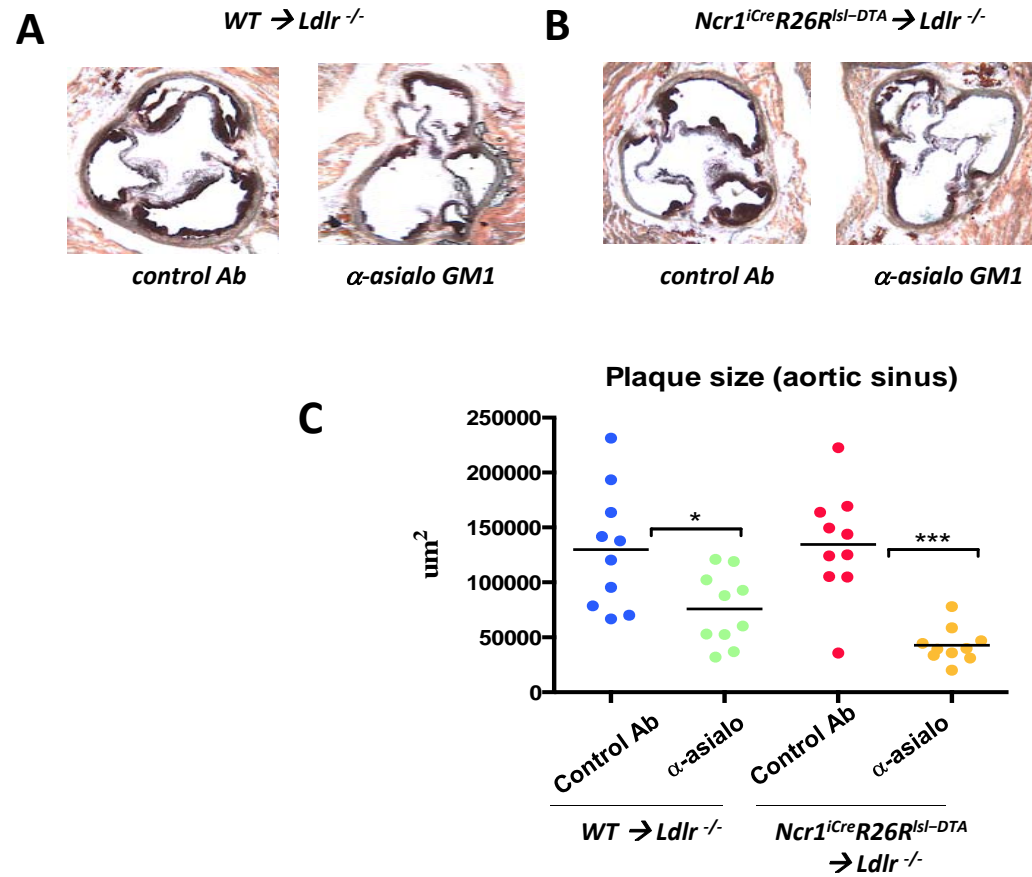 A
WT → Ldlr -/-
control Ab
α-asialo GM1
B
Ncr1iCreR26Rlsl–DTA → Ldlr -/-
control Ab
α-asialo GM1
C
Plaque size (aortic sinus)
um2
250000
200000
150000
100000
50000
0
*
***
Control Ab
α-asialo
Control Ab
α-asialo
WT → Ldlr -/-
Ncr1iCreR26Rlsl–DTA
→ Ldlr -/-